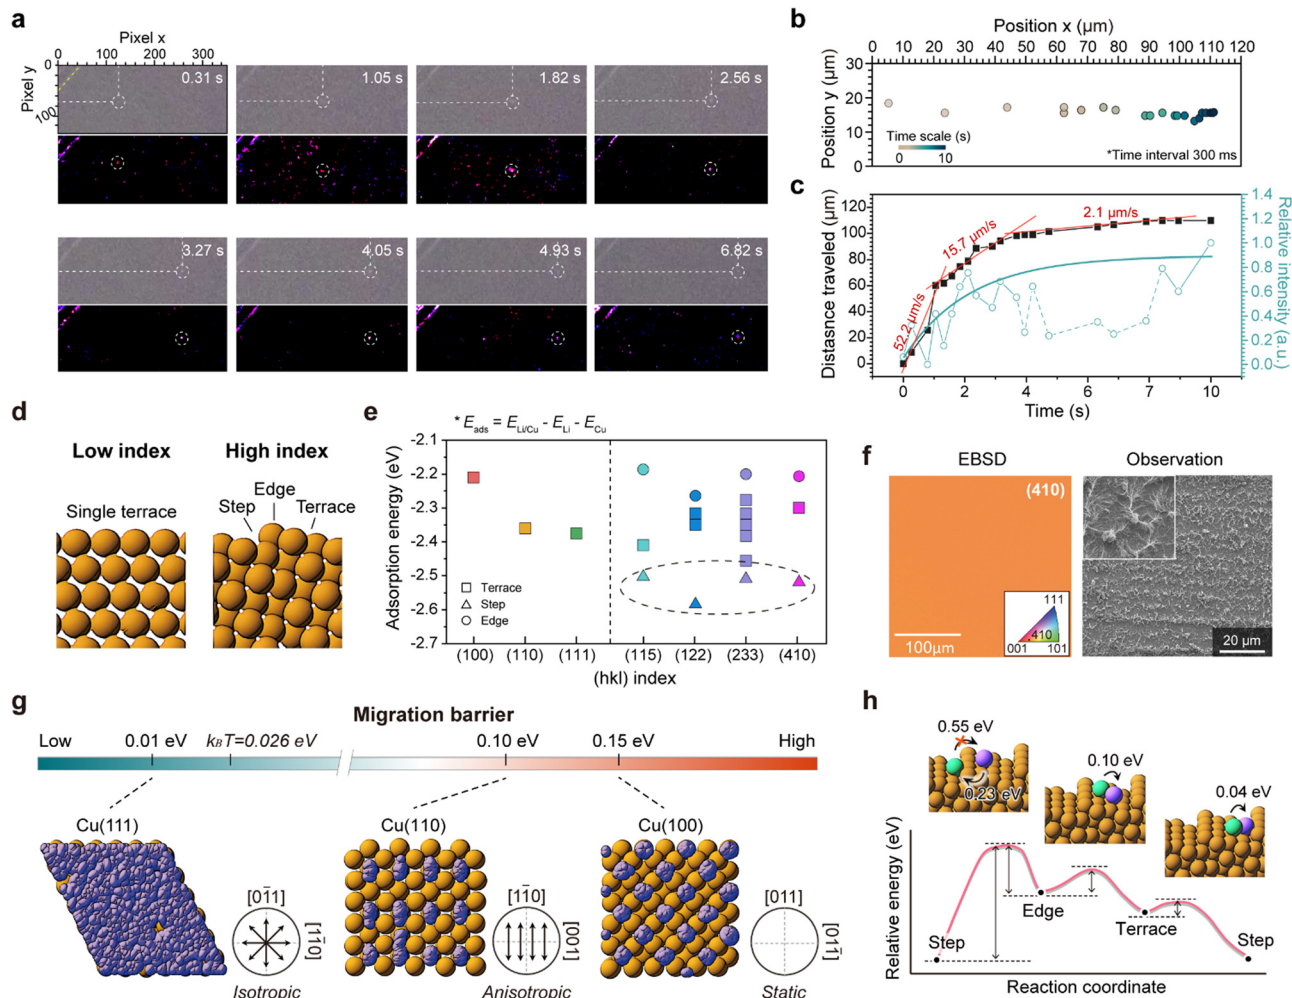 a
Pixel x
0 120 240 300
Pixel y
0
100
0.31 s
1.05 s
1.82 s
2.56 s
3.27 s
4.05 s
4.93 s
6.82 s
b
Position x (µm)
0 10 20 30 40 50 60 70 80 90 100 110 120
Position y (µm)
30
20
10
0
Time scale (s)
0 10
*Time interval 300 ms
c
Distasnce traveled (µm)
120
100
80
60
40
20
0
52.2 µm/s
15.7 µm/s
2.1 µm/s
Relative intensity (a.u.)
1.4
1.2
1.0
0.8
0.6
0.4
0.2
0.0
0 1 2 4 5 6 7 9 10
Time (s)
d
Low index
High index
Single terrace
Step
Edge
Terrace
e
* Eads = ELi/Cu - ELi - ECu
Adsorption energy (eV)
-2.1
-2.2
-2.3
-2.4
-2.5
-2.6
-2.7
Terrace
Step
Edge
(100) (110) (111) (115) (122) (233) (410)
(hkl) index
f
EBSD
Observation
(410)
100µm
111
410
001 101
20 µm
g
Migration barrier
Low
0.01 eV
kBT=0.026 eV
0.10 eV
0.15 eV
High
Cu(111)
[01̄1]
[11̄0]
Isotropic
Cu(110)
[11̄0]
[001]
Anisotropic
Cu(100)
[011]
[011̄]
Static
h
0.55 eV
0.23 eV
0.10 eV
0.04 eV
Relative energy (eV)
Step
Edge
Terrace
Step
Reaction coordinate